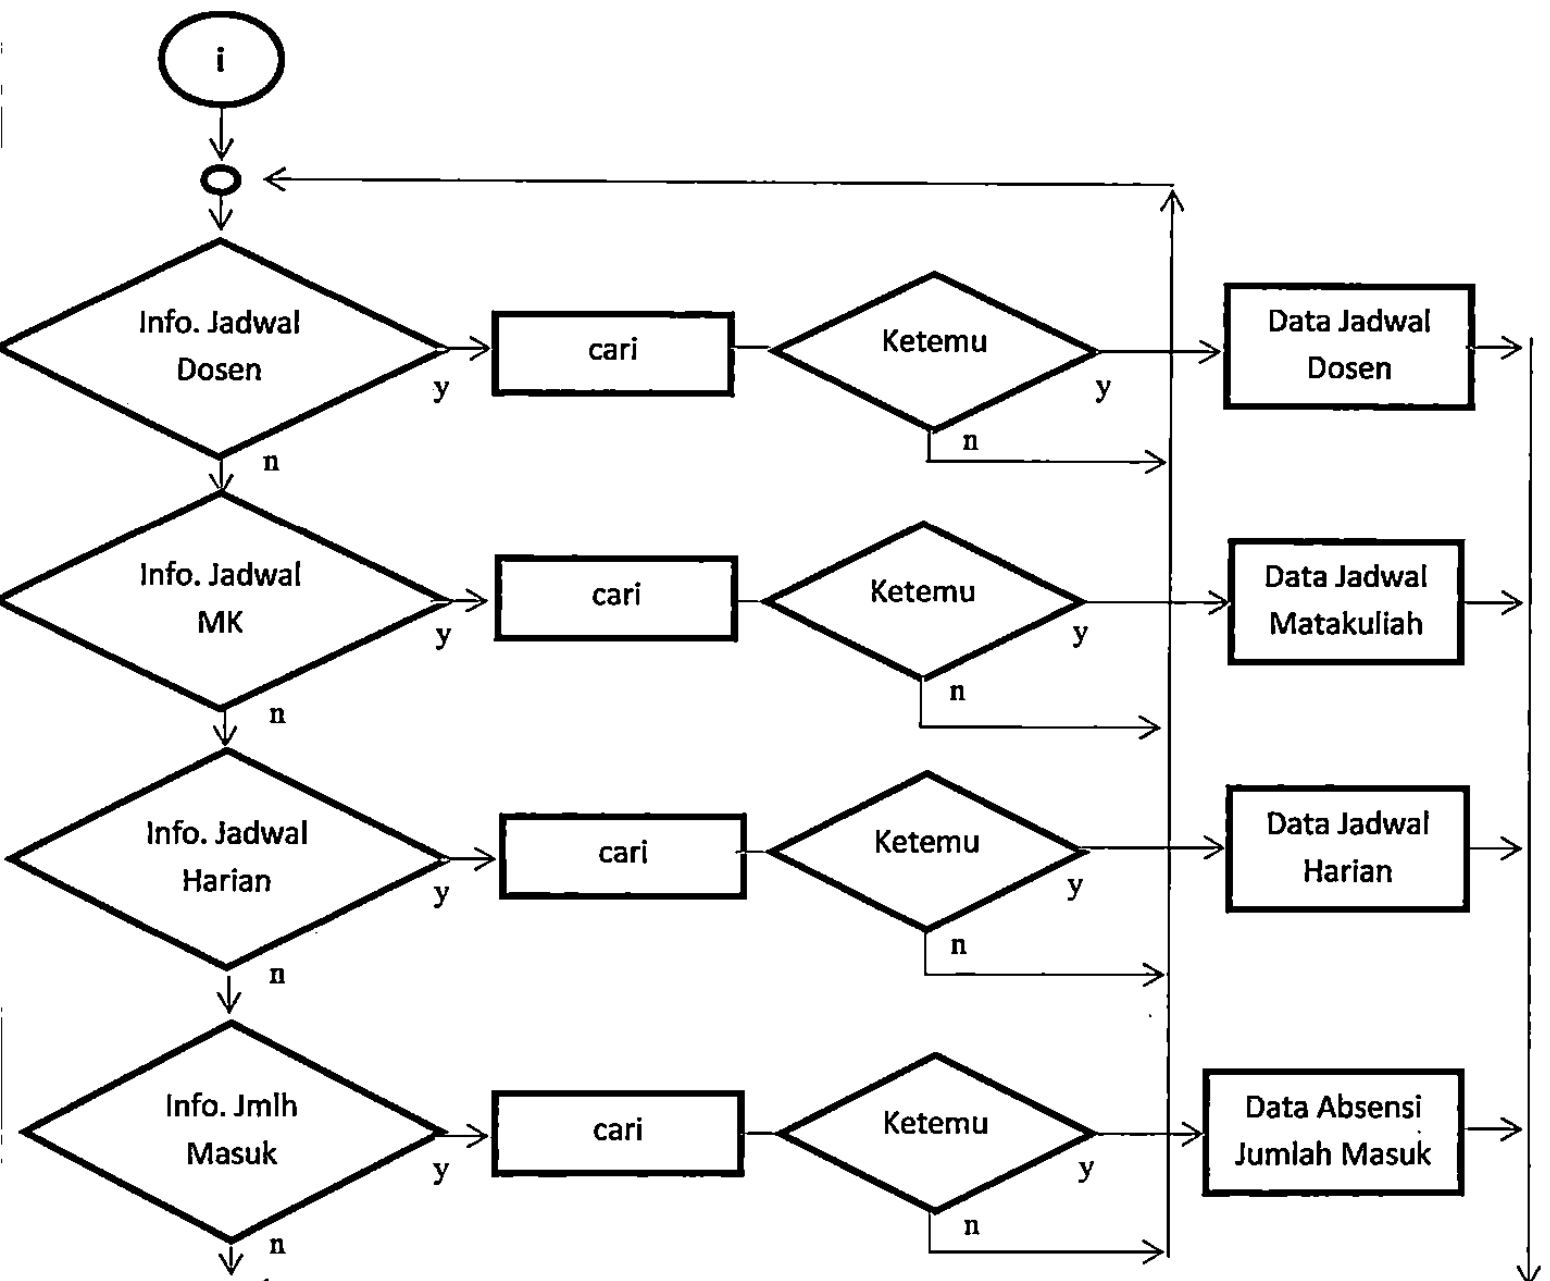 i
Info. Jadwal
Dosen
y
n
cari
Ketemu
y
n
Data Jadwal
Dosen
Info. Jadwal
MK
y
n
cari
Ketemu
y
n
Data Jadwal
Matakuliah
Info. Jadwal
Harian
y
n
cari
Ketemu
y
n
Data Jadwal
Harian
Info. Jmlh
Masuk
y
n
cari
Ketemu
y
n
Data Absensi
Jumlah Masuk